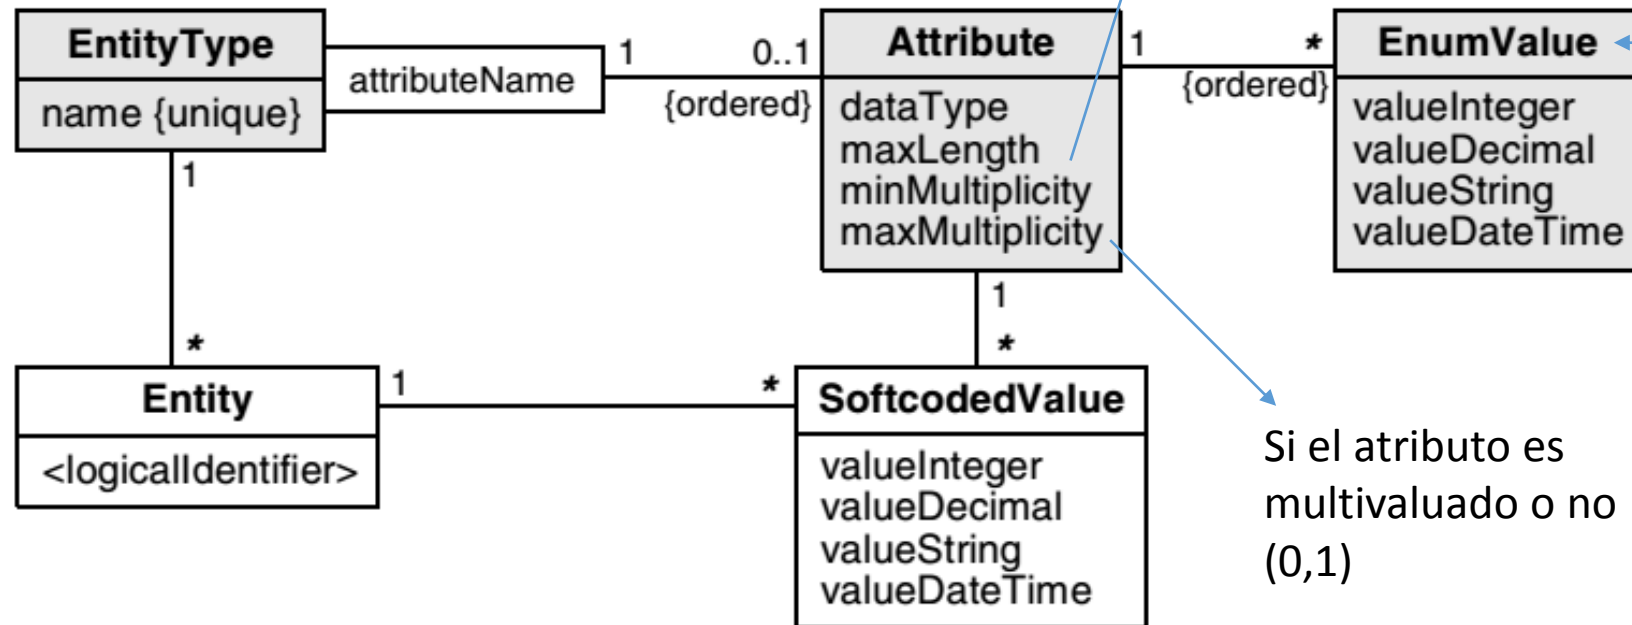 EntityType
name {unique}
attributeName
1
0..1
{ordered}
Attribute
dataType
maxLength
minMultiplicity
maxMultiplicity
1
*
{ordered}
EnumValue
valueInteger
valueDecimal
valueString
valueDateTime
1
*
1
*
Entity
<logicalIdentifier>
1
*
SoftcodedValue
valueInteger
valueDecimal
valueString
valueDateTime
Si el atributo es
multivaluado o no
(0,1)